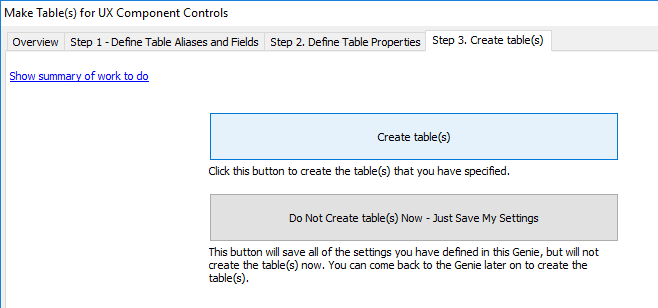 Make Table(s) for UX Component Controls
Overview Step 1 - Define Table Aliases and Fields Step 2. Define Table Properties Step 3. Create table(s)
Show summary of work to do
Create table(s)
Click this button to create the table(s) that you have specified.
Do Not Create table(s) Now - Just Save My Settings
This button will save all of the settings you have defined in this Genie, but will not
create the table(s) now. You can come back to the Genie later on to create the
table(s).